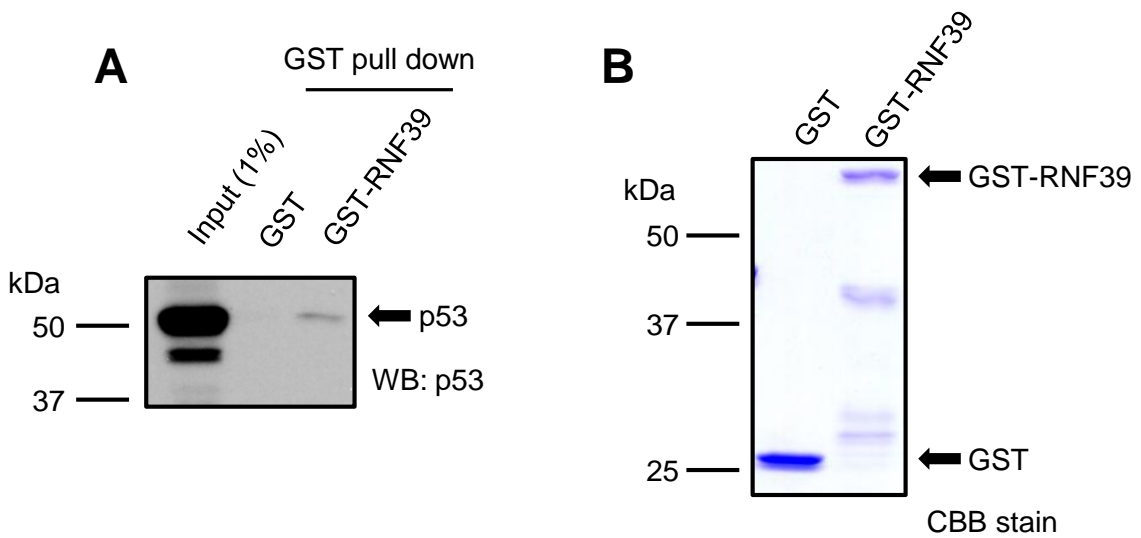 A
GST pull down
Input (1%)
GST
GST-RNF39
kDa
50
37
p53
WB: p53
B
GST
GST-RNF39
kDa
50
37
25
GST-RNF39
GST
CBB stain